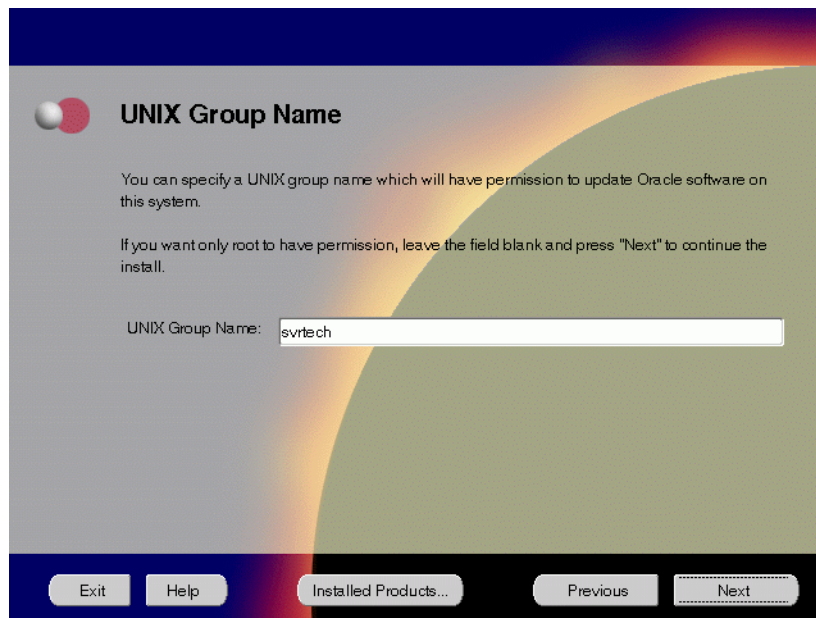 UNIX Group Name
You can specify a UNIX group name which will have permission to update Oracle software on
this system.
If you want only root to have permission, leave the field blank and press "Next" to continue the
install.
UNIX Group Name: svrtech
Exit Help Installed Products... Previous Next